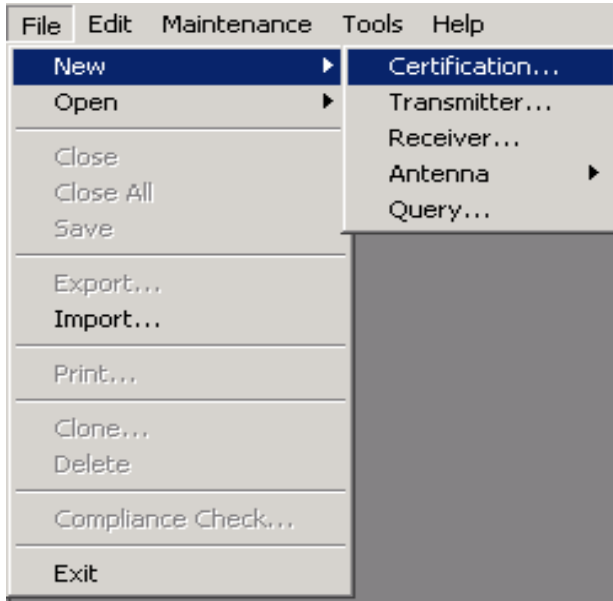 File Edit Maintenance Tools Help
New
Open
Close
Close All
Save
Export...
Import...
Print...
Clone...
Delete
Compliance Check...
Exit
Certification...
Transmitter...
Receiver...
Antenna
Query...